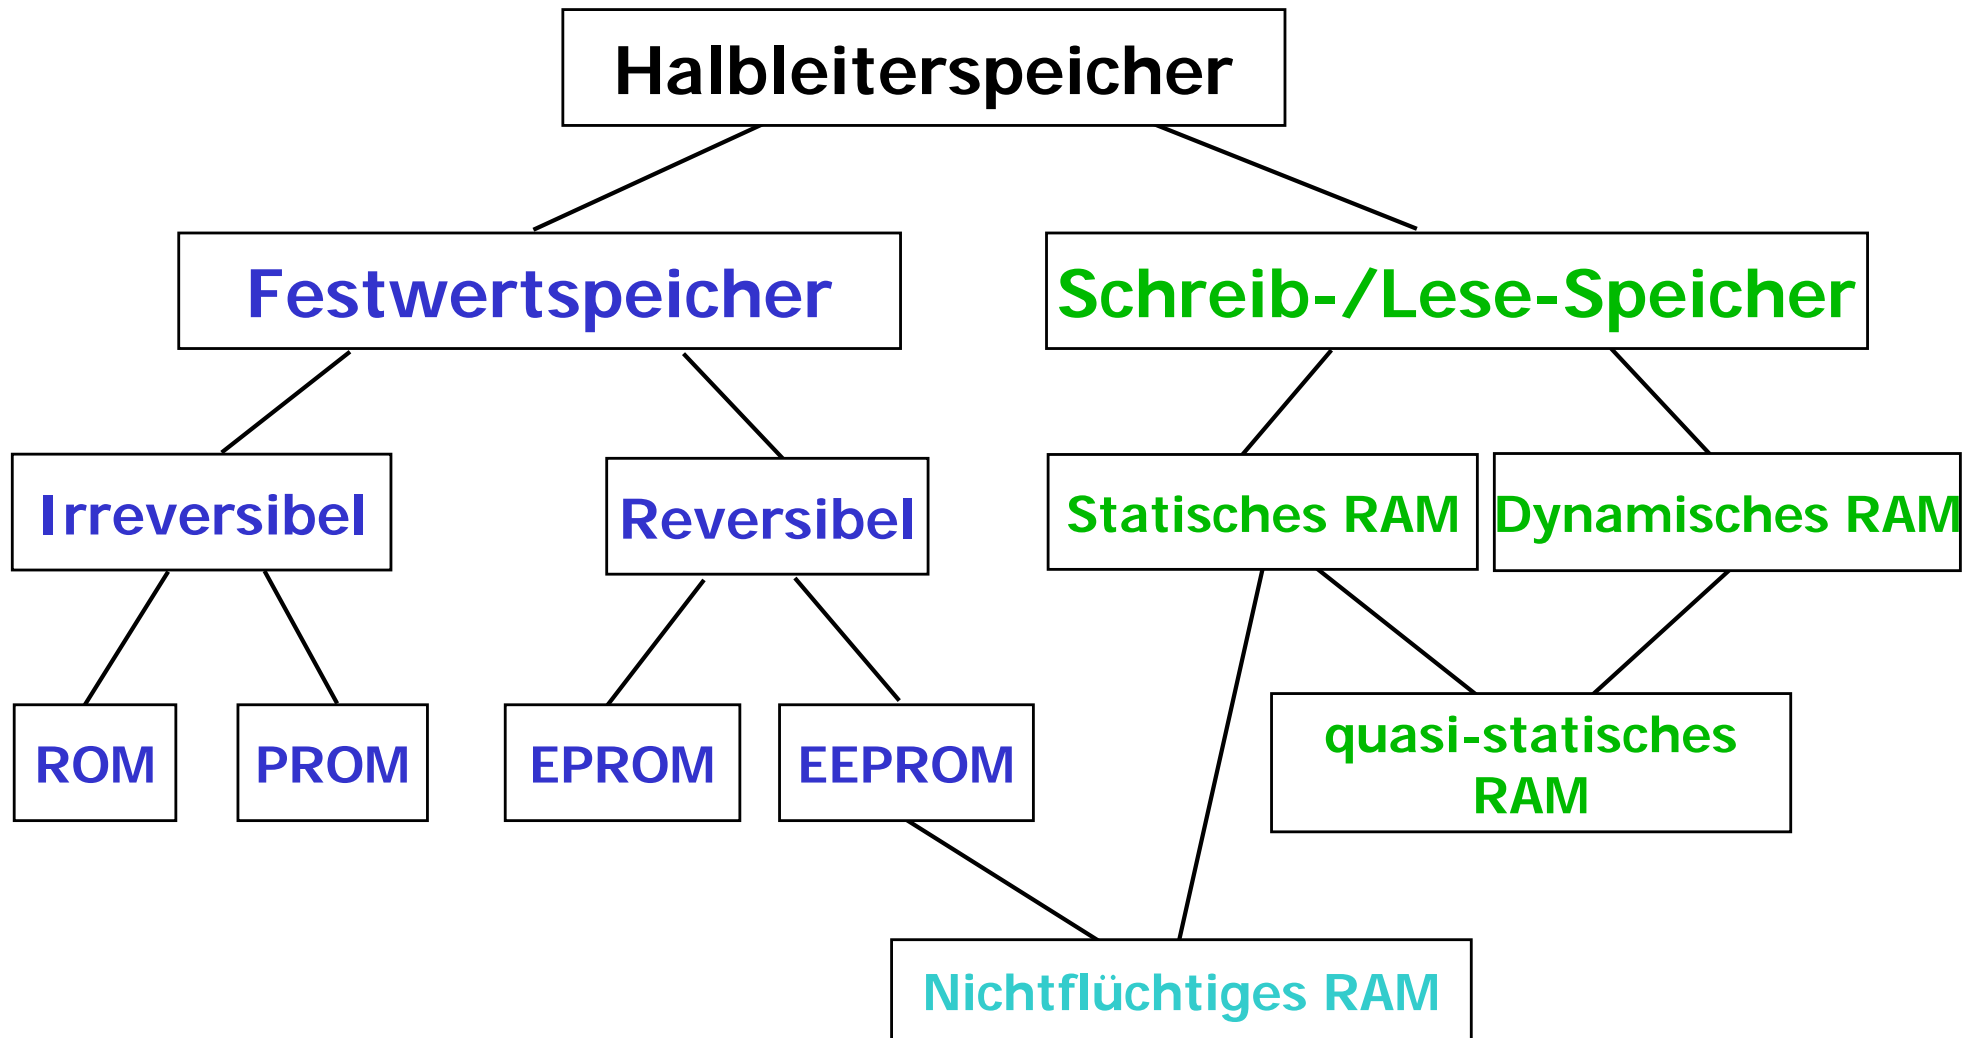 Halbleiterspeicher
Festwertspeicher
Schreib-/Lese-Speicher
Irreversibel
Reversibel
Statisches RAM
Dynamisches RAM
ROM
PROM
EPROM
EEPROM
quasi-statisches
RAM
Nichtflüchtiges RAM